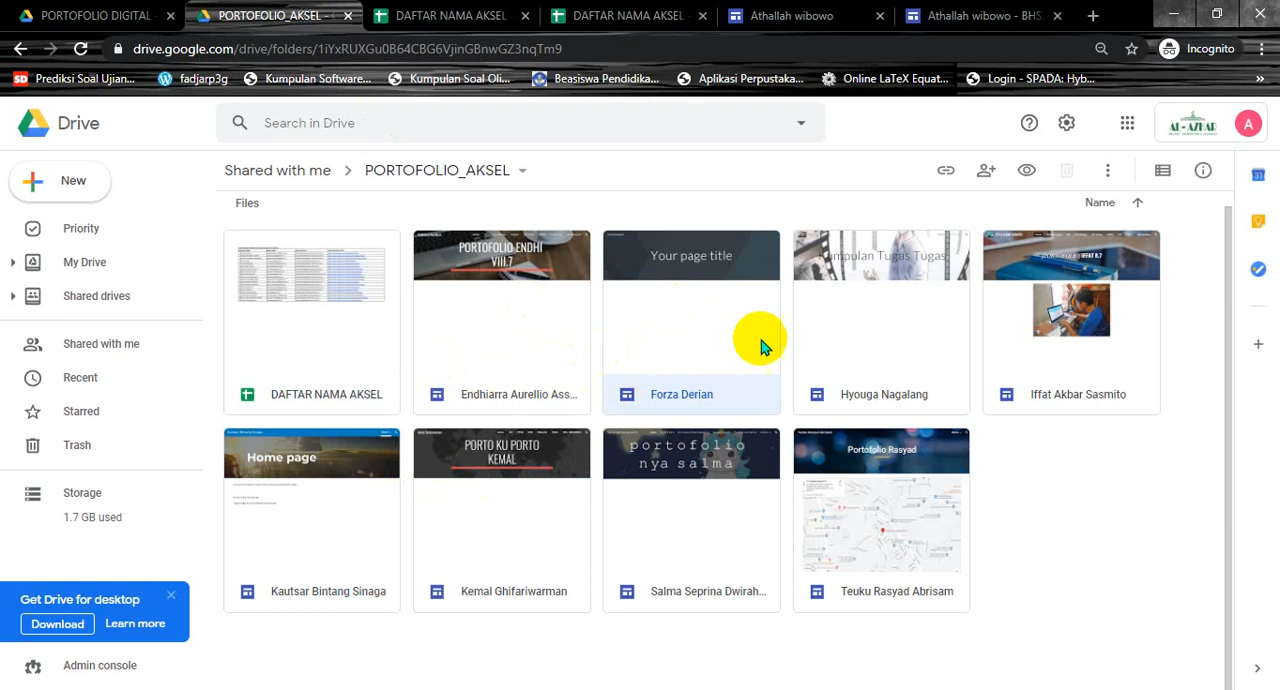 PORTOFOLIO DIGITAL
PORTOFOLIO_AKSEL
DAFTAR NAMA AKSEL
DAFTAR NAMA AKSEL
Athallah wibowo
Athallah wibowo - BHS
drive.google.com/drive/folders/1iYxRUXGu0B64CBG6VjinGBnwGZ3nqTm9
Incognito
SD Prediksi Soal Ujian...
fadjarp3g
Kumpulan Software...
Kumpulan Soal Oli...
Beasiswa Pendidika...
Aplikasi Perpustaka...
Online LaTeX Equat...
Login - SPADA: Hyb...
Drive
Search in Drive
AL-AZHAR
A
New
Shared with me
PORTOFOLIO_AKSEL
Files
Name
Priority
My Drive
Shared drives
Shared with me
Recent
Starred
Trash
Storage
1.7 GB used
PORTOFOLIO ENDHI
VIII.7
Your page title
Kumpulan Tugas Tugas
DAFTAR NAMA AKSEL
Endhiarra Aurellio Ass...
Forza Derian
Hyouga Nagalang
Iffat Akbar Sasmito
Home page
PORTO KU PORTO
KEMAL
portofolio
nya salma
Portofolio Rasyad
Kautsar Bintang Sinaga
Kemal Ghifariwarman
Salma Seprina Dwirah...
Teuku Rasyad Abrisam
Get Drive for desktop
Download
Learn more
Admin console
31